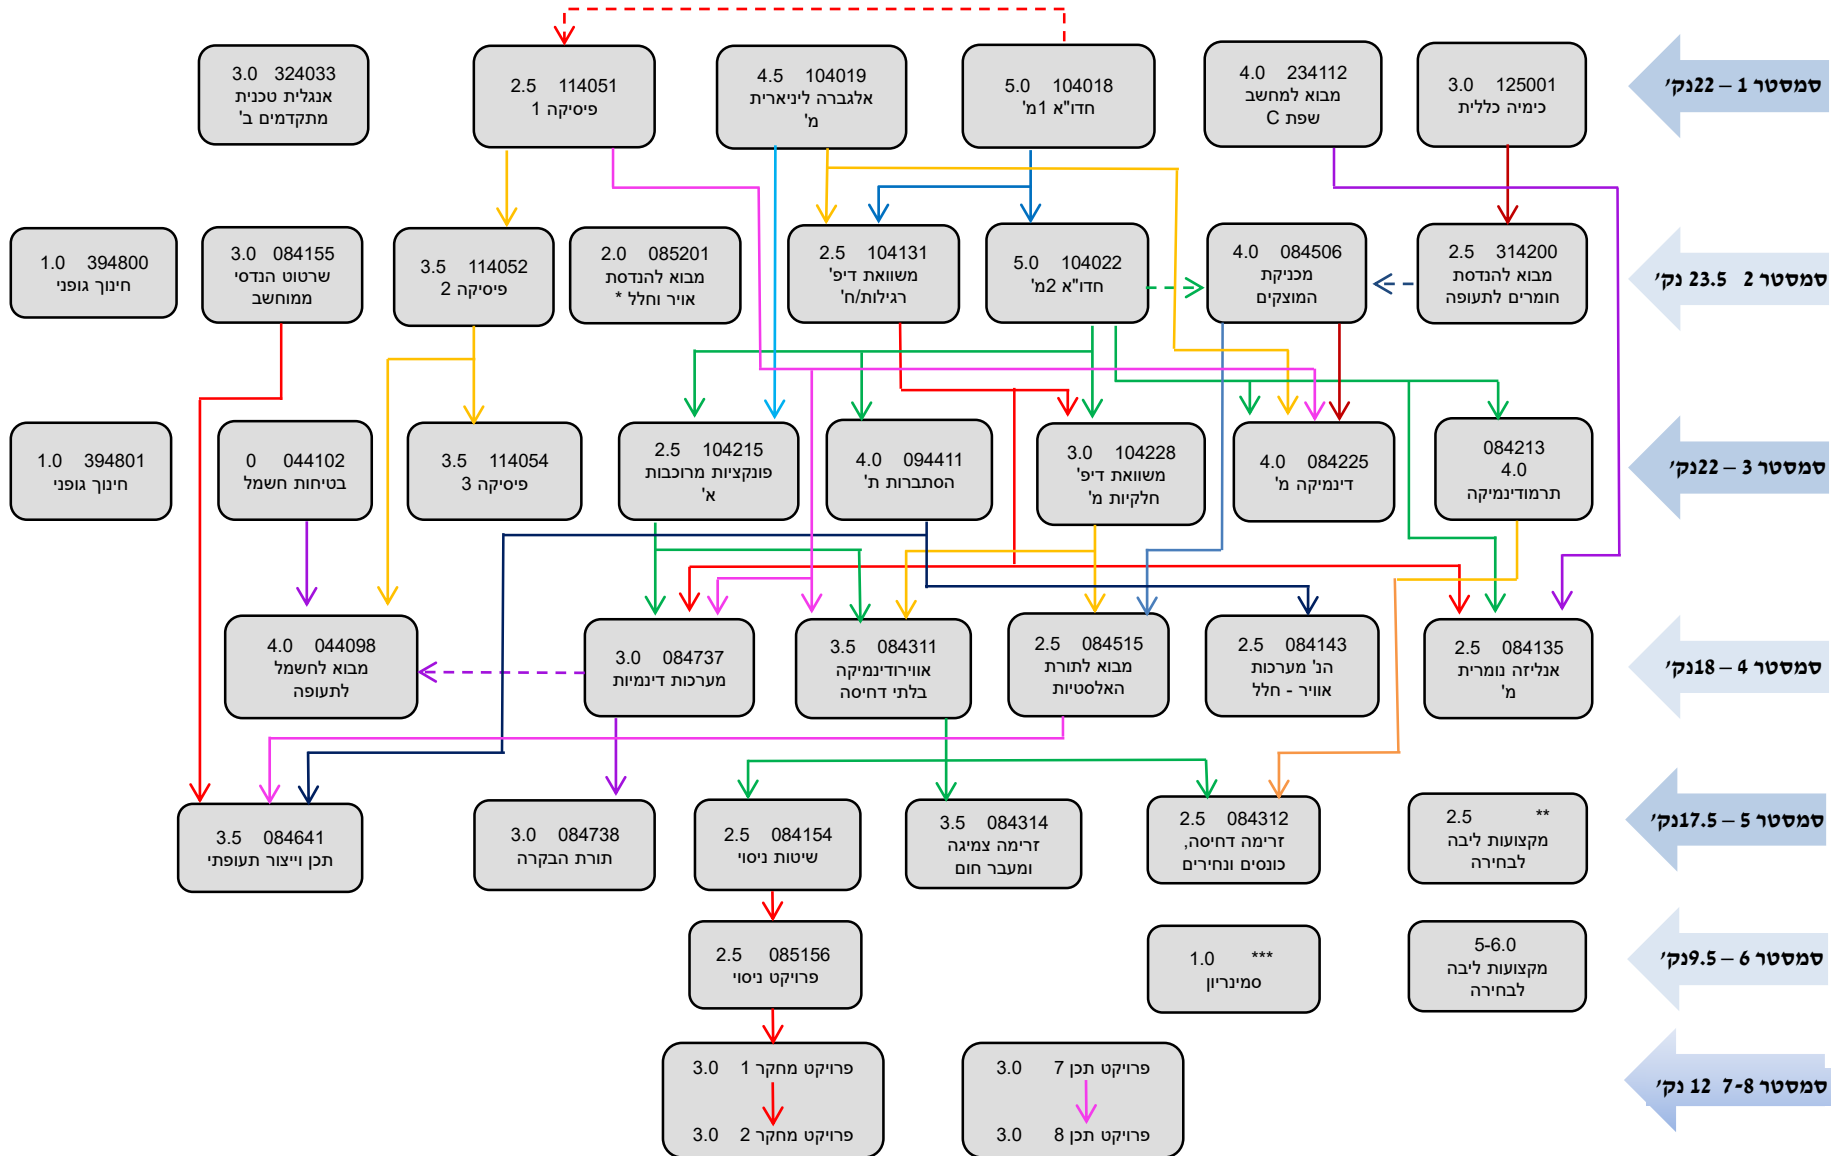 סמסטר 1 – 22נק'
125001 3.0
כימיה כללית
234112 4.0
מבוא למחשב
שפת C
104018 5.0
חדו"א 1מ'
104019 4.5
אלגברה ליניארית
מ'
114051 2.5
פיסיקה 1
324033 3.0
אנגלית טכנית
מתקדמים ב'
סמסטר 2 23.5 נק'
314200 2.5
מבוא להנדסת
חומרים לתעופה
084506 4.0
מכניקת
המוצקים
104022 5.0
חדו"א 2מ'
104131 2.5
משוואת דיפ'
רגילות/ח'
085201 2.0
מבוא להנדסת
אויר וחלל *
114052 3.5
פיסיקה 2
084155 3.0
שרטוט הנדסי
ממוחשב
394800 1.0
חינוך גופני
סמסטר 3 – 22נק'
084213
4.0
תרמודינמיקה
084225 4.0
דינמיקה מ'
104228 3.0
משוואת דיפ'
חלקיות מ'
094411 4.0
הסתברות ת'
104215 2.5
פונקציות מרוכבות
א'
114054 3.5
פיסיקה 3
044102 0
בטיחות חשמל
394801 1.0
חינוך גופני
סמסטר 4 – 18נק'
084135 2.5
אנליזה נומרית
מ'
084143 2.5
הנ' מערכות
אוויר - חלל
084515 2.5
מבוא לתורת
האלסטיות
084311 3.5
אווירודינמיקה
בלתי דחיסה
084737 3.0
מערכות דינמיות
044098 4.0
מבוא לחשמל
לתעופה
סמסטר 5 – 17.5נק'
** 2.5
מקצועות ליבה
לבחירה
084312 2.5
זרימה דחיסה,
כונסים ונחירים
084314 3.5
זרימה צמיגה
ומעבר חום
084154 2.5
שיטות ניסוי
084738 3.0
תורת הבקרה
084641 3.5
תכן וייצור תעופתי
סמסטר 6 – 9.5נק'
5-6.0
מקצועות ליבה
לבחירה
*** 1.0
סמינריון
085156 2.5
פרויקט ניסוי
סמסטר 7-8 12 נק'
פרויקט תכן 7 3.0
פרויקט תכן 8 3.0
פרויקט מחקר 1 3.0
פרויקט מחקר 2 3.0